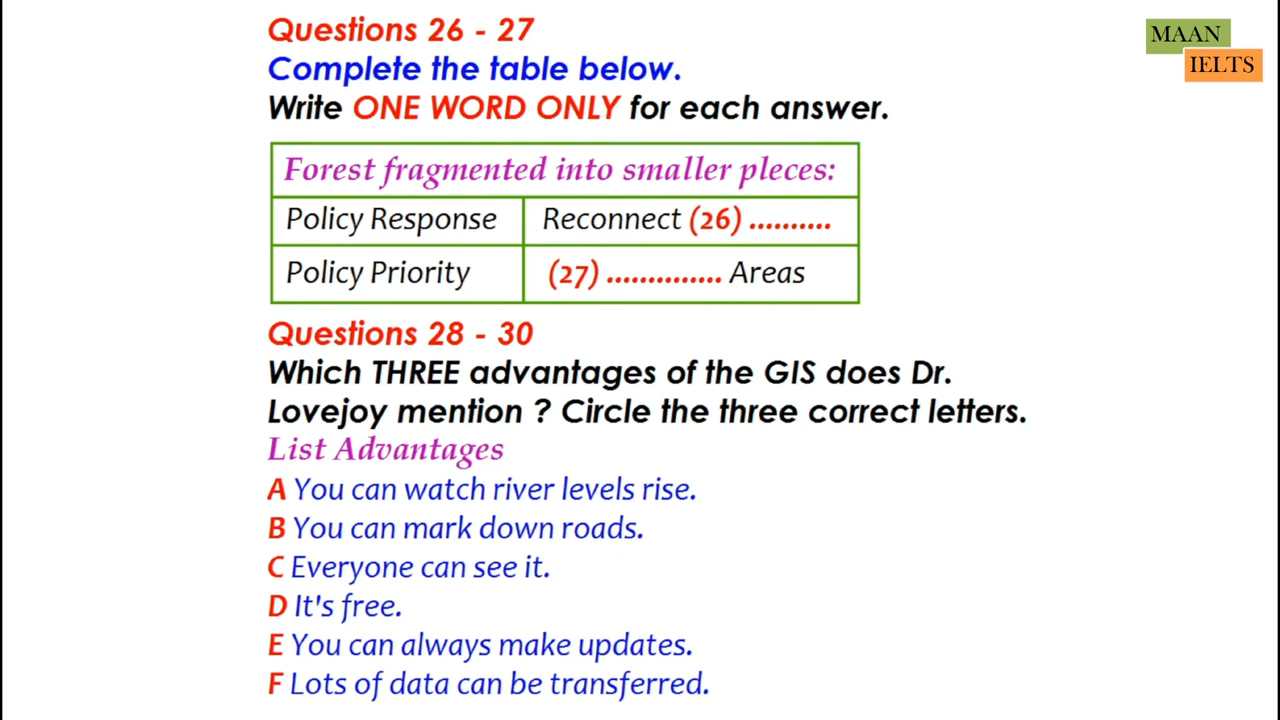 MAAN
IELTS
Questions 26 - 27
Complete the table below.
Write ONE WORD ONLY for each answer.
Forest fragmented into smaller pleces:
Policy Response Reconnect (26) ..........
Policy Priority (27) .............. Areas
Questions 28 - 30
Which THREE advantages of the GIS does Dr.
Lovejoy mention ? Circle the three correct letters.
List Advantages
A You can watch river levels rise.
B You can mark down roads.
C Everyone can see it.
D It's free.
E You can always make updates.
F Lots of data can be transferred.